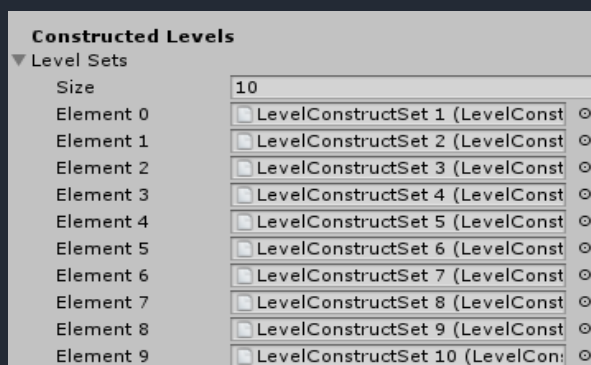 Constructed Levels
Level Sets
Size 10
Element 0 LevelConstructSet 1 (LevelConst
Element 1 LevelConstructSet 2 (LevelConst
Element 2 LevelConstructSet 3 (LevelConst
Element 3 LevelConstructSet 4 (LevelConst
Element 4 LevelConstructSet 5 (LevelConst
Element 5 LevelConstructSet 6 (LevelConst
Element 6 LevelConstructSet 7 (LevelConst
Element 7 LevelConstructSet 8 (LevelConst
Element 8 LevelConstructSet 9 (LevelConst
Element 9 LevelConstructSet 10 (LevelCon